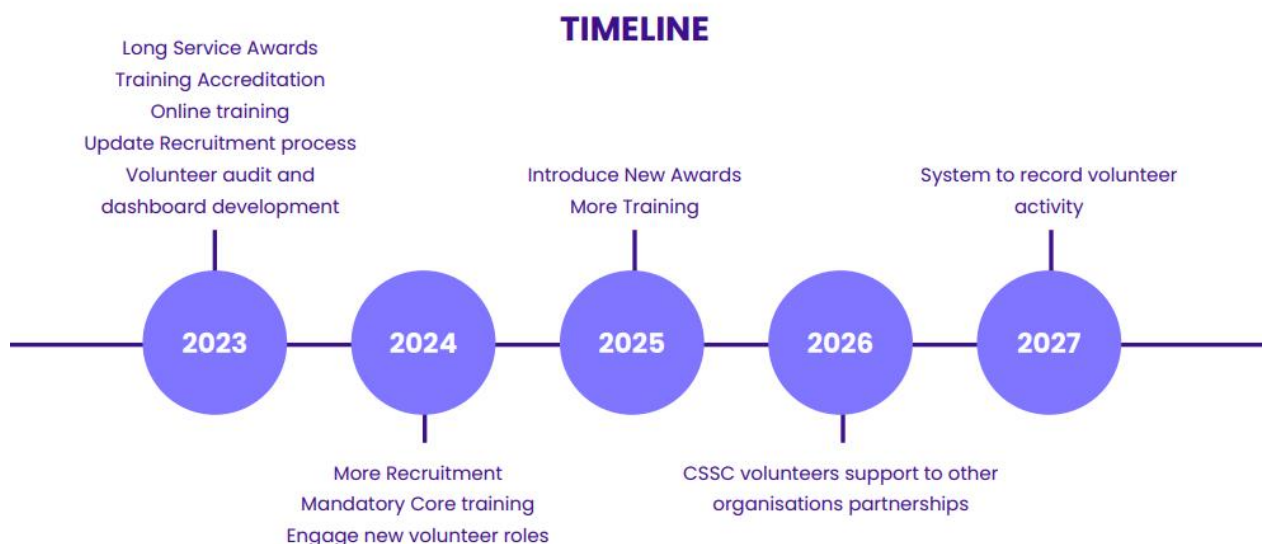 TIMELINE
Long Service Awards
Training Accreditation
Online training
Update Recruitment process
Volunteer audit and
dashboard development
Introduce New Awards
More Training
System to record volunteer
activity
2023
2024
2025
2026
2027
More Recruitment
Mandatory Core training
Engage new volunteer roles
CSSC volunteers support to other
organisations partnerships